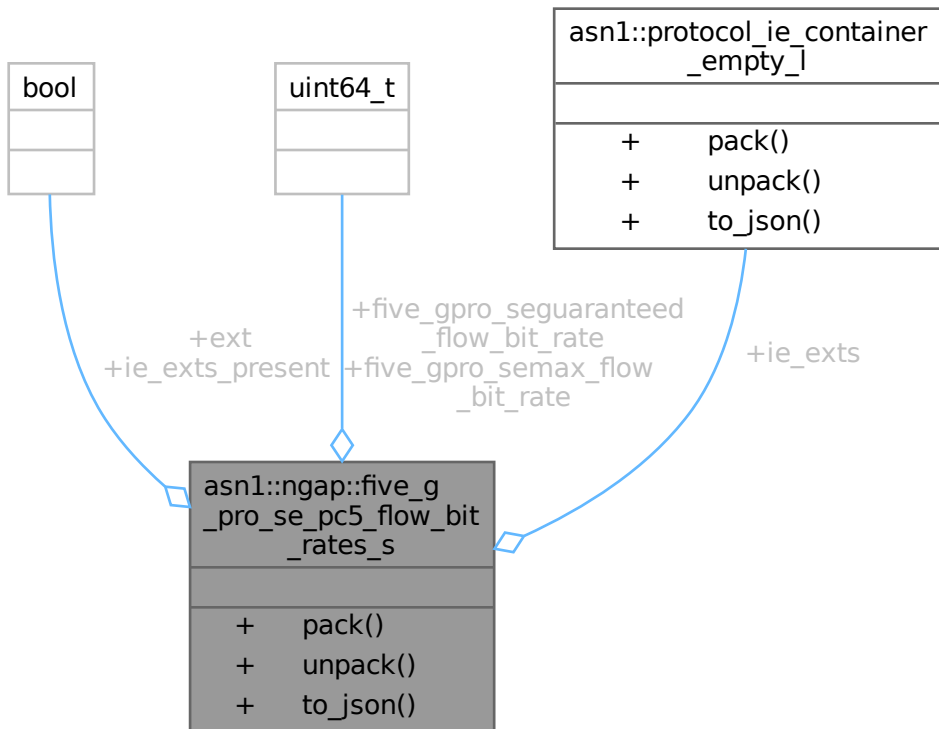 asn1::protocol_ie_container
_empty_l
bool
uint64_t
+ pack()
+ unpack()
+ to_json()
+five_gpro_seguaranteed
_flow_bit_rate
+five_gpro_semax_flow
_bit_rate
+ext
+ie_exts_present
+ie_exts
asn1::ngap::five_g
_pro_se_pc5_flow_bit
_rates_s
+ pack()
+ unpack()
+ to_json()